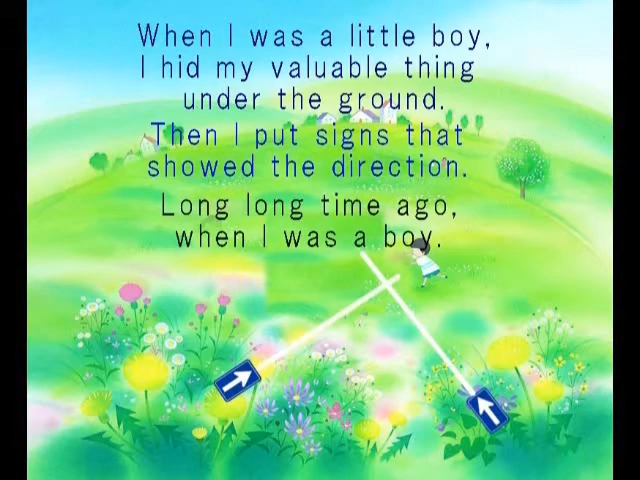 When I was a little boy,
I hid my valuable thing
under the ground.
Then I put signs that
showed the direction.
Long long time ago,
when I was a boy.